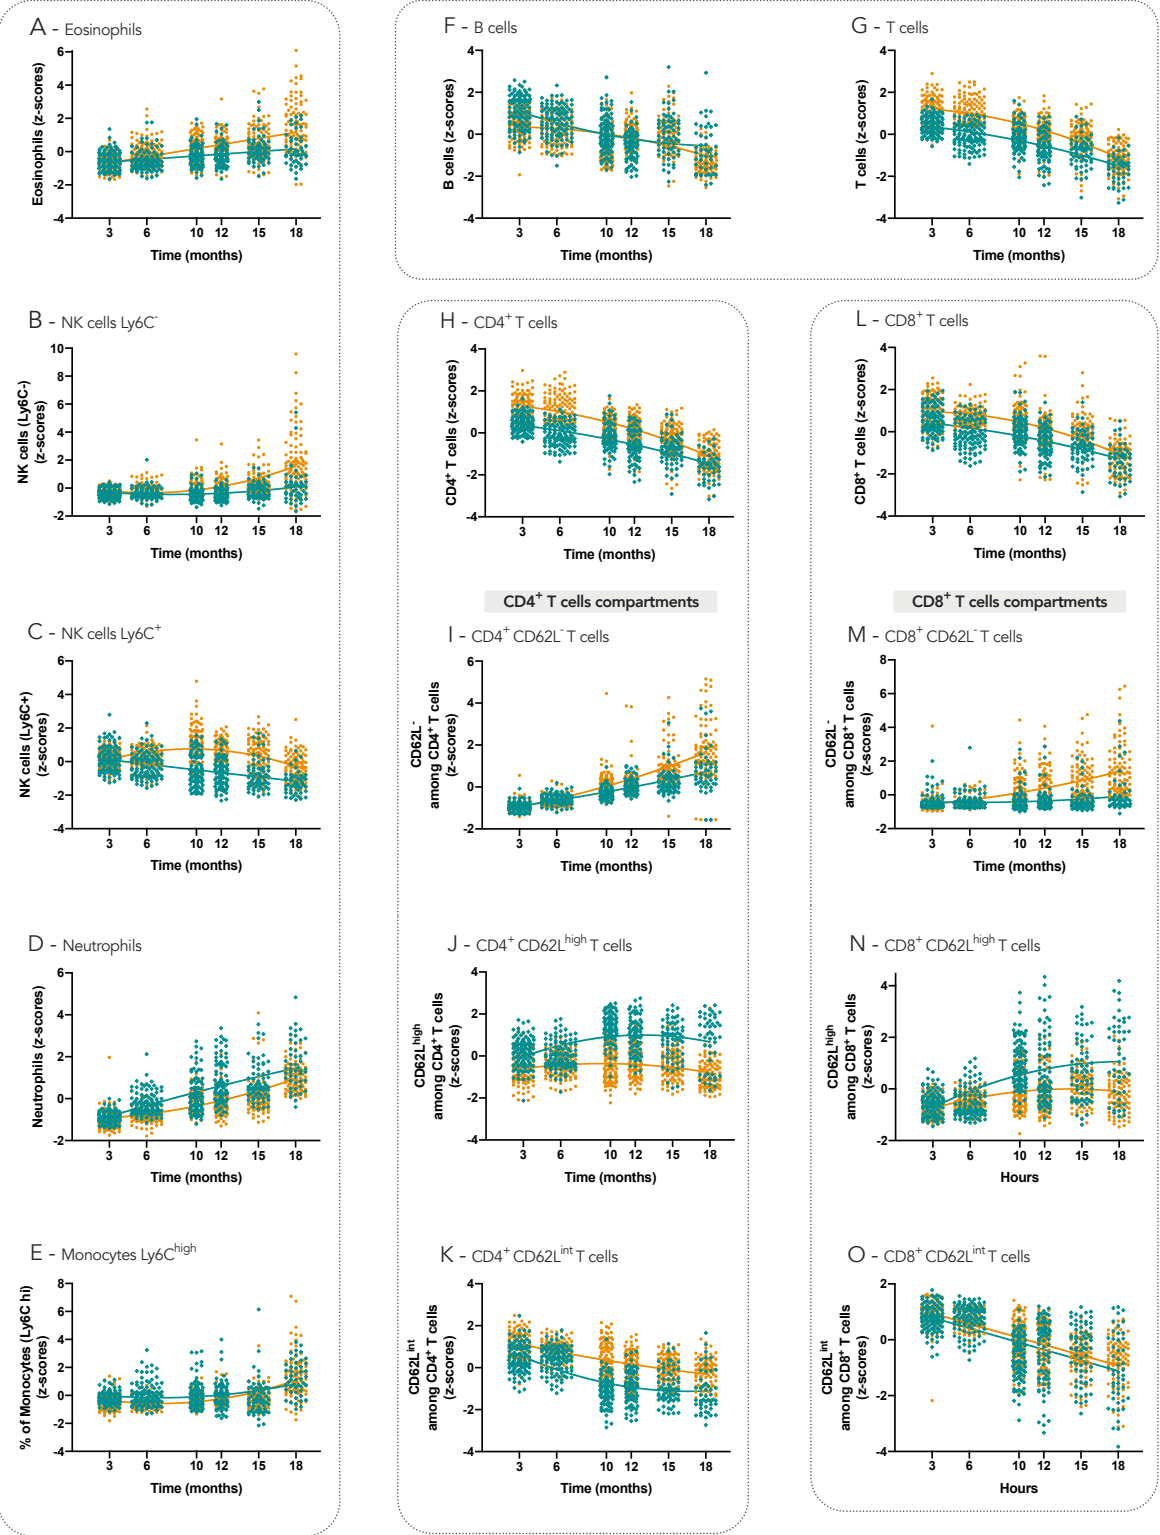 A - Eosinophils
Eosinophils (z-scores)
6
4
2
0
-2
-4
3 6 10 12 15 18
Time (months)
B - NK cells Ly6C-
NK cells (Ly6C-)
(z-scores)
10
8
6
4
2
0
-2
3 6 10 12 15 18
Time (months)
C - NK cells Ly6C+
NK cells (Ly6C+)
(z-scores)
6
4
2
0
-2
-4
3 6 10 12 15 18
Time (months)
D - Neutrophils
Neutrophils (z-scores)
6
4
2
0
-2
3 6 10 12 15 18
Time (months)
E - Monocytes Ly6Chigh
% of Monocytes (Ly6C hi)
(z-scores)
8
6
4
2
0
-2
-4
3 6 10 12 15 18
Time (months)
F - B cells
B cells (z-scores)
4
2
0
-2
-4
3 6 10 12 15 18
Time (months)
G - T cells
T cells (z-scores)
4
2
0
-2
-4
3 6 10 12 15 18
Time (months)
H - CD4+ T cells
CD4+ T cells (z-scores)
4
2
0
-2
-4
3 6 10 12 15 18
Time (months)
CD4+ T cells compartments
I - CD4+ CD62L- T cells
CD62L-
among CD4+ T cells
(z-scores)
6
4
2
0
-2
3 6 10 12 15 18
Time (months)
J - CD4+ CD62Lhigh T cells
CD62Lhigh
among CD4+ T cells
(z-scores)
4
2
0
-2
-4
3 6 10 12 15 18
Time (months)
K - CD4+ CD62Lint T cells
CD62Lint
among CD4+ T cells
(z-scores)
4
2
0
-2
-4
3 6 10 12 15 18
Time (months)
L - CD8+ T cells
CD8+ T cells (z-scores)
4
2
0
-2
-4
3 6 10 12 15 18
Time (months)
CD8+ T cells compartments
M - CD8+ CD62L- T cells
CD62L-
among CD8+ T cells
(z-scores)
8
6
4
2
0
-2
3 6 10 12 15 18
Time (months)
N - CD8+ CD62Lhigh T cells
CD62Lhigh
among CD8+ T cells
(z-scores)
4
2
0
-2
3 6 10 12 15 18
Hours
O - CD8+ CD62Lint T cells
CD62Lint
among CD8+ T cells
(z-scores)
2
0
-2
-4
3 6 10 12 15 18
Hours